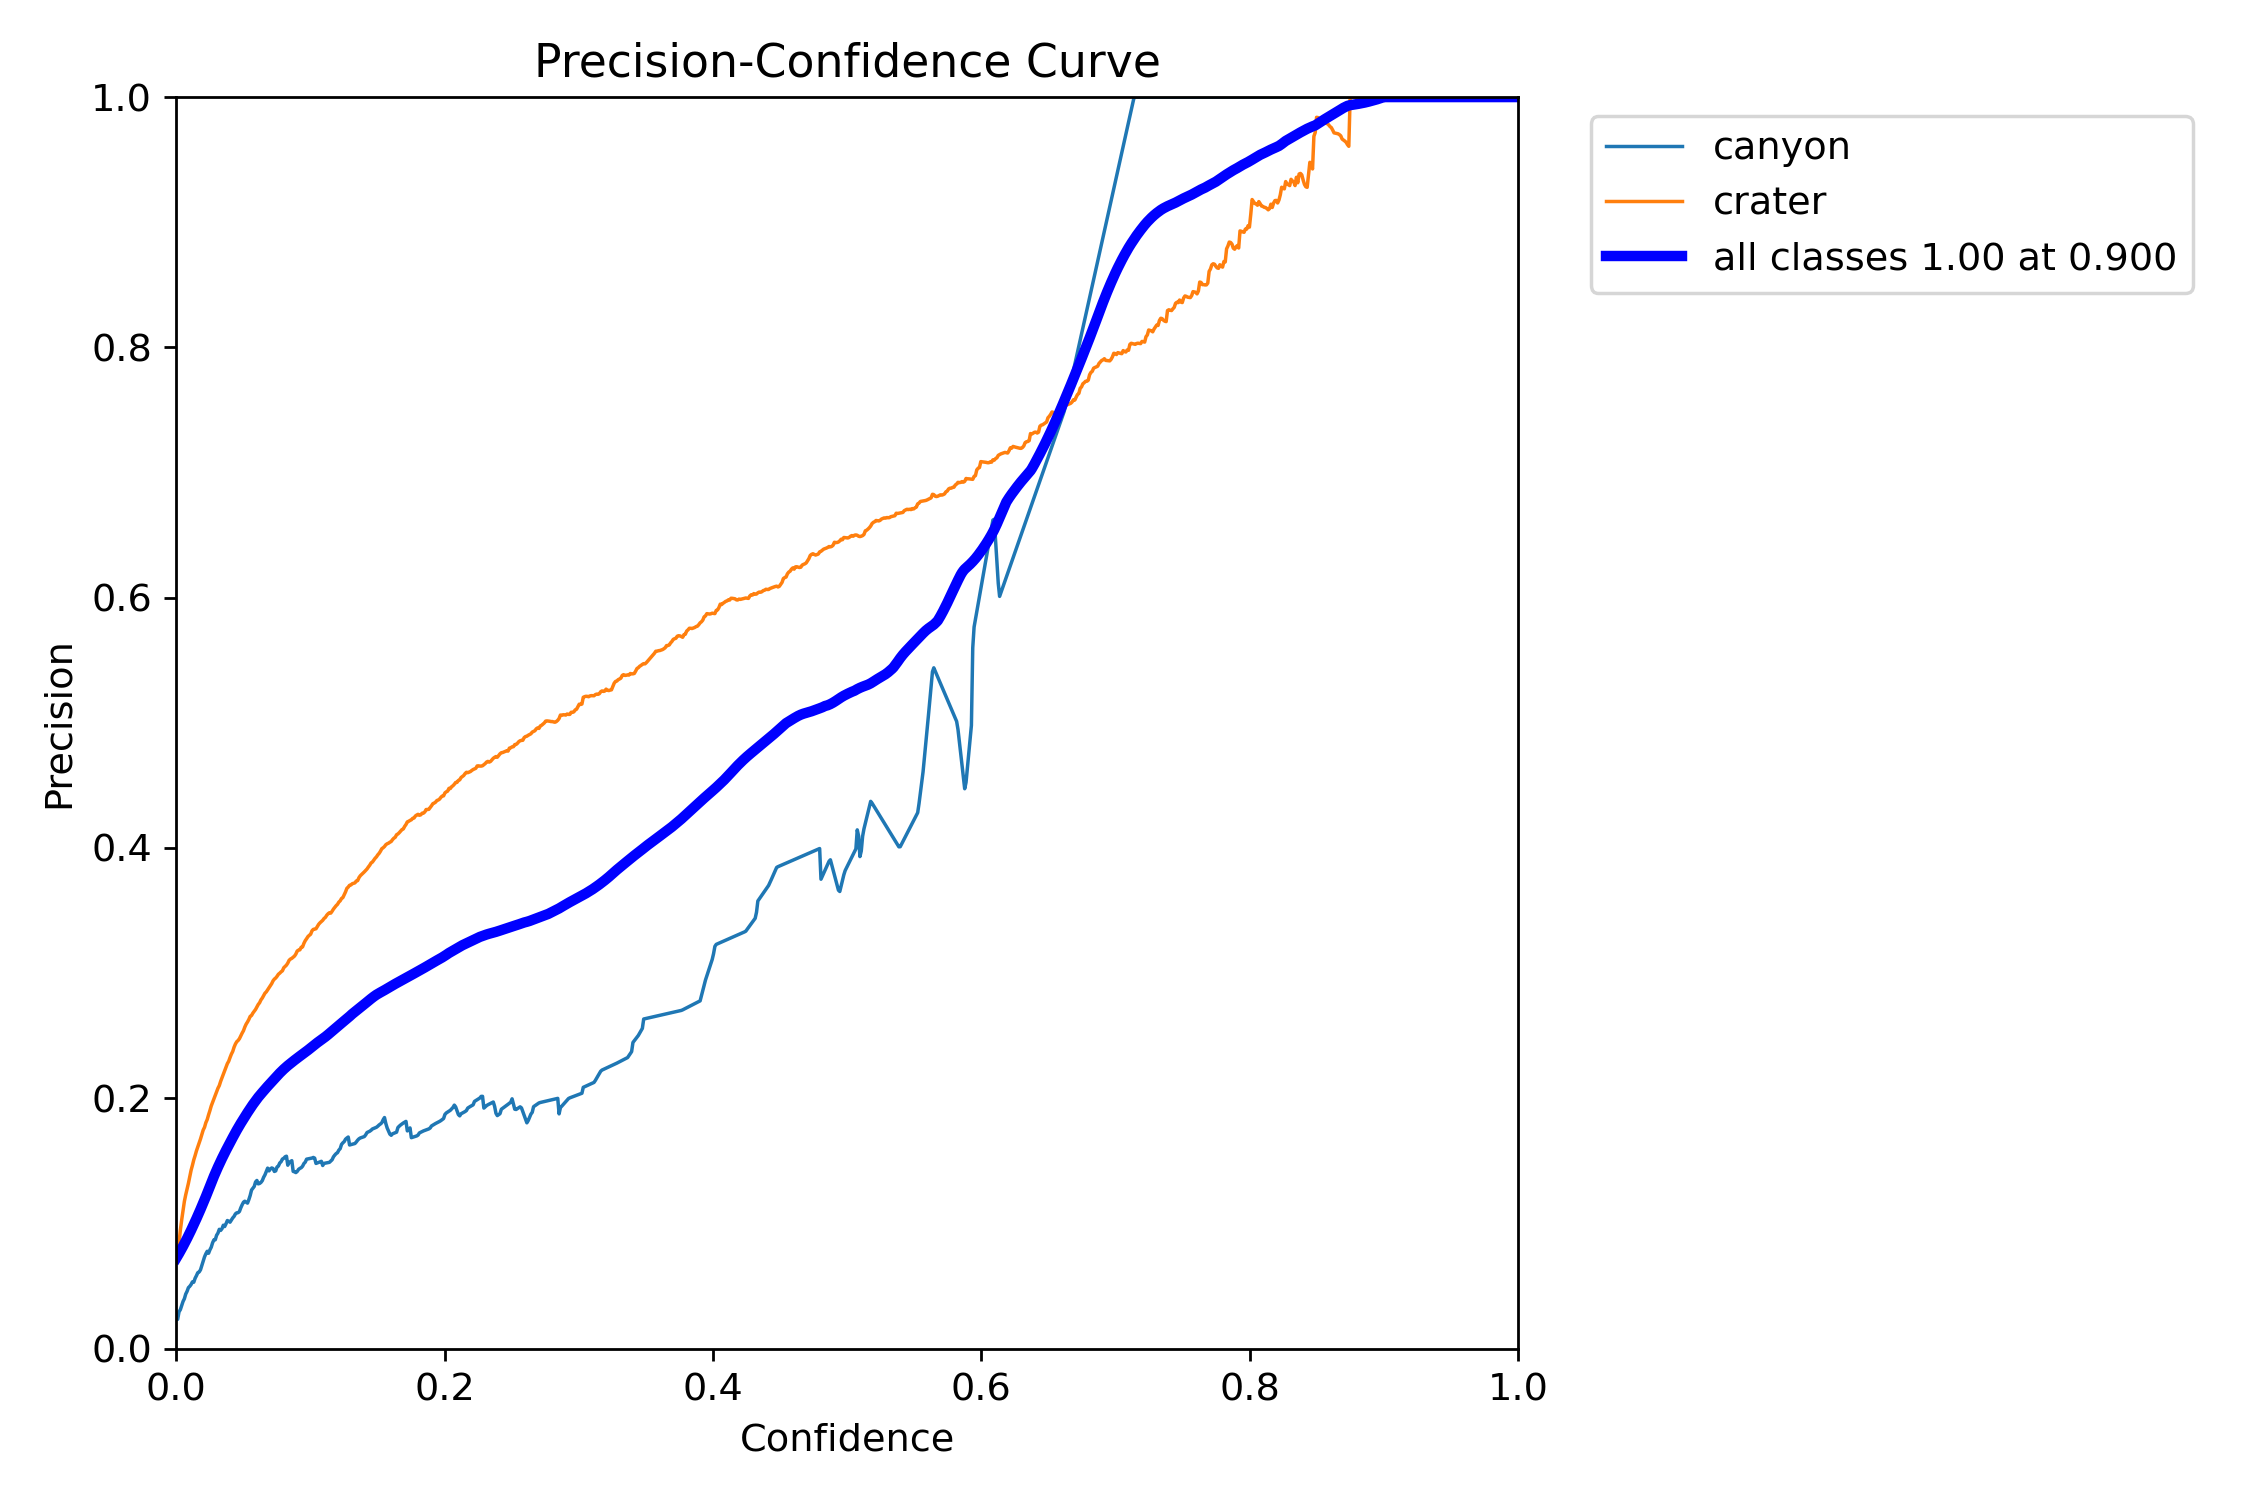 Precision-Confidence Curve
1.0
0.8
0.6
0.4
0.2
0.0
Precision
0.0 0.2 0.4 0.6 0.8 1.0
Confidence
canyon
crater
all classes 1.00 at 0.900